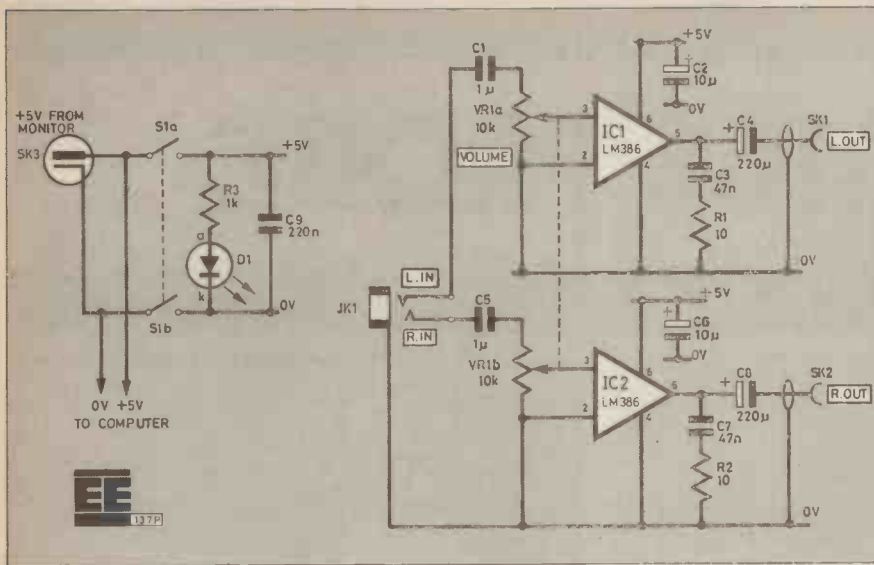 +5V FROM
MONITOR
SK3
S1a
+5V
R3
1k
C9
220n
a
D1
k
S1b
0V
0V +5V
TO COMPUTER
EE
137P
C1
1µ
VR1a
10k
VOLUME
3
2
IC1
LM386
6
5
4
+5V
+
C2
10µ
0V
+ C4
220µ
SK1
L.OUT
C3
47n
R1
10
0V
JK1
L.IN
R.IN
C5
1µ
VR1b
10k
3
2
IC2
LM386
6
5
4
+5V
+
C6
10µ
0V
+ C8
220µ
SK2
R.OUT
C7
47n
R2
10
0V